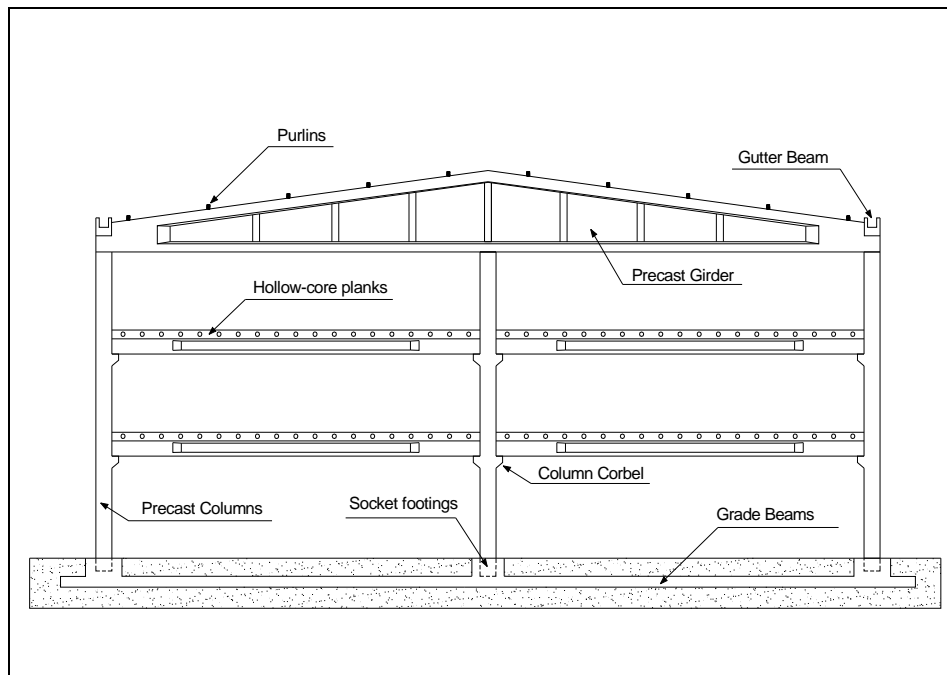 Purlins
Gutter Beam
Precast Girder
Hollow-core planks
Column Corbel
Precast Columns
Socket footings
Grade Beams